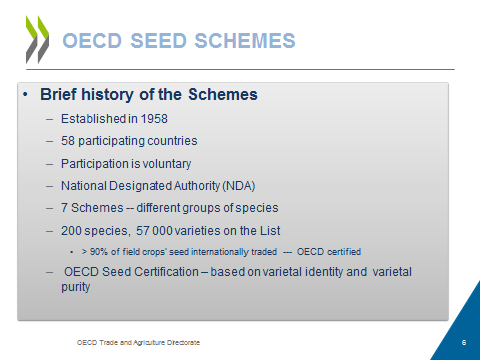 OECD SEED SCHEMES
• Brief history of the Schemes
– Established in 1958
– 58 participating countries
– Participation is voluntary
– National Designated Authority (NDA)
– 7 Schemes -- different groups of species
– 200 species, 57 000 varieties on the List
• > 90% of field crops' seed internationally traded --- OECD certified
– OECD Seed Certification – based on varietal identity and varietal
purity
OECD Trade and Agriculture Directorate
6